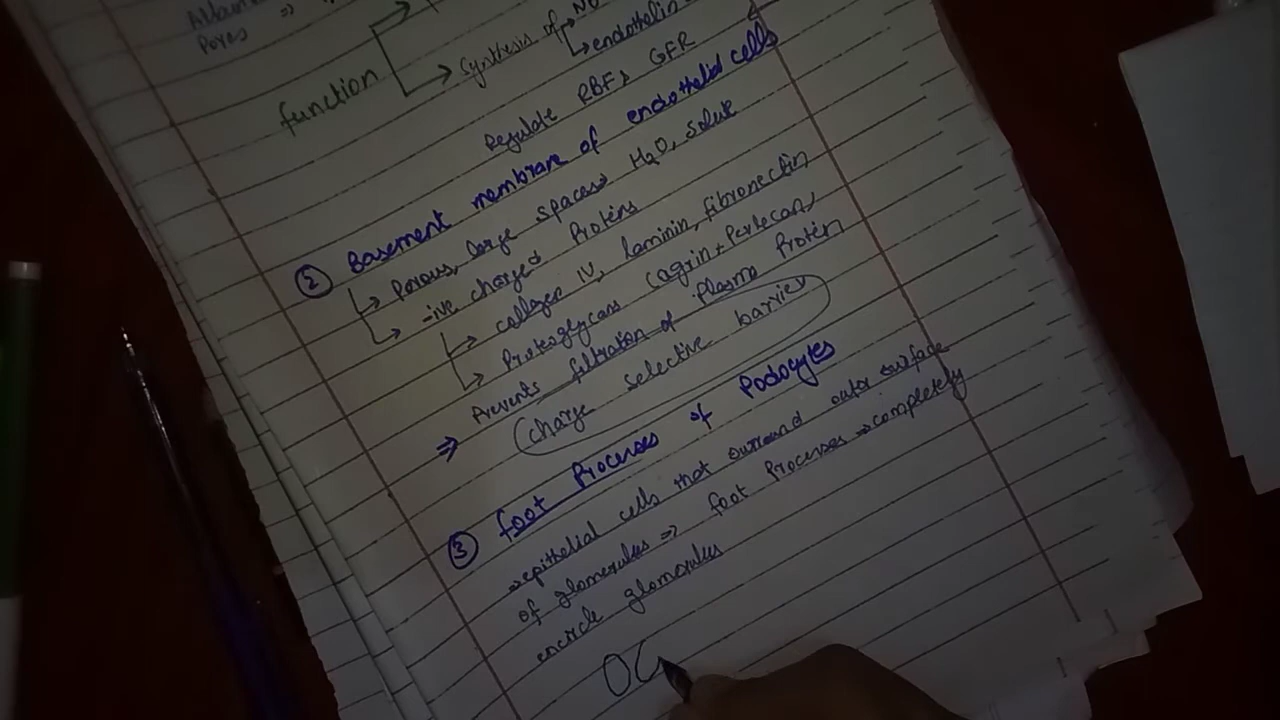 Pores ⇒
function
→ Synthesis of → NO
↳ endothelin
Regulate RBF, GFR
② Basement membrane of endothelial cells
↳ Porous, large spaces, H₂O, solute
↳ -ive charged Proteins
↳ collagen IV, laminin, fibronectin
↳ Proteoglycans (agrin + Perlecan)
⇒ Prevents filtration of plasma Protein
(charge selective barrier)
③ foot Processes of Podocytes
→ epithelial cells that surround outer surface
of glomerulus ⇒ foot Processes → completely
encircle glomerulus